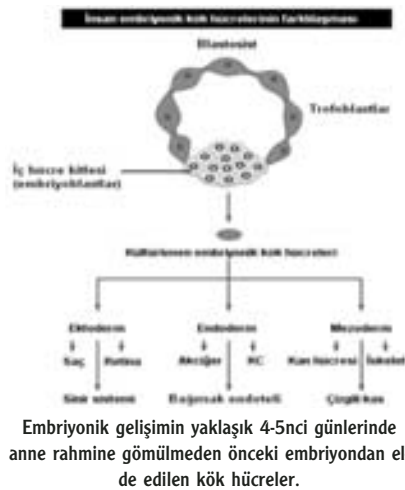 İnsan embriyonik kök hücrelerinin farklılaşması
Blastosist
Trofoblastlar
İç hücre kitlesi
(embriyoblastlar)
Kültürlenen embriyonik kök hücreleri
Ektoderm Endoderm Mezoderm
Saç Retina Akciğer KC Kan hücresi İskelet
Sinir sistemi Bağırsak Çizgili kas
Embriyonik gelişimin yaklaşık 4-5nci günlerinde
anne rahmine gömülmeden önceki embriyondan el
de edilen kök hücreler.